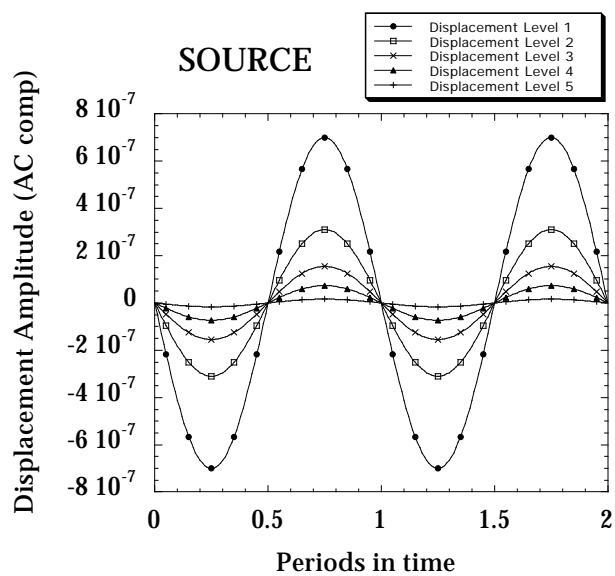 Displacement Level 1
Displacement Level 2
Displacement Level 3
Displacement Level 4
Displacement Level 5
SOURCE
Displacement Amplitude (AC comp)
8 10-7
6 10-7
4 10-7
2 10-7
0
-2 10-7
-4 10-7
-6 10-7
-8 10-7
0 0.5 1 1.5 2
Periods in time